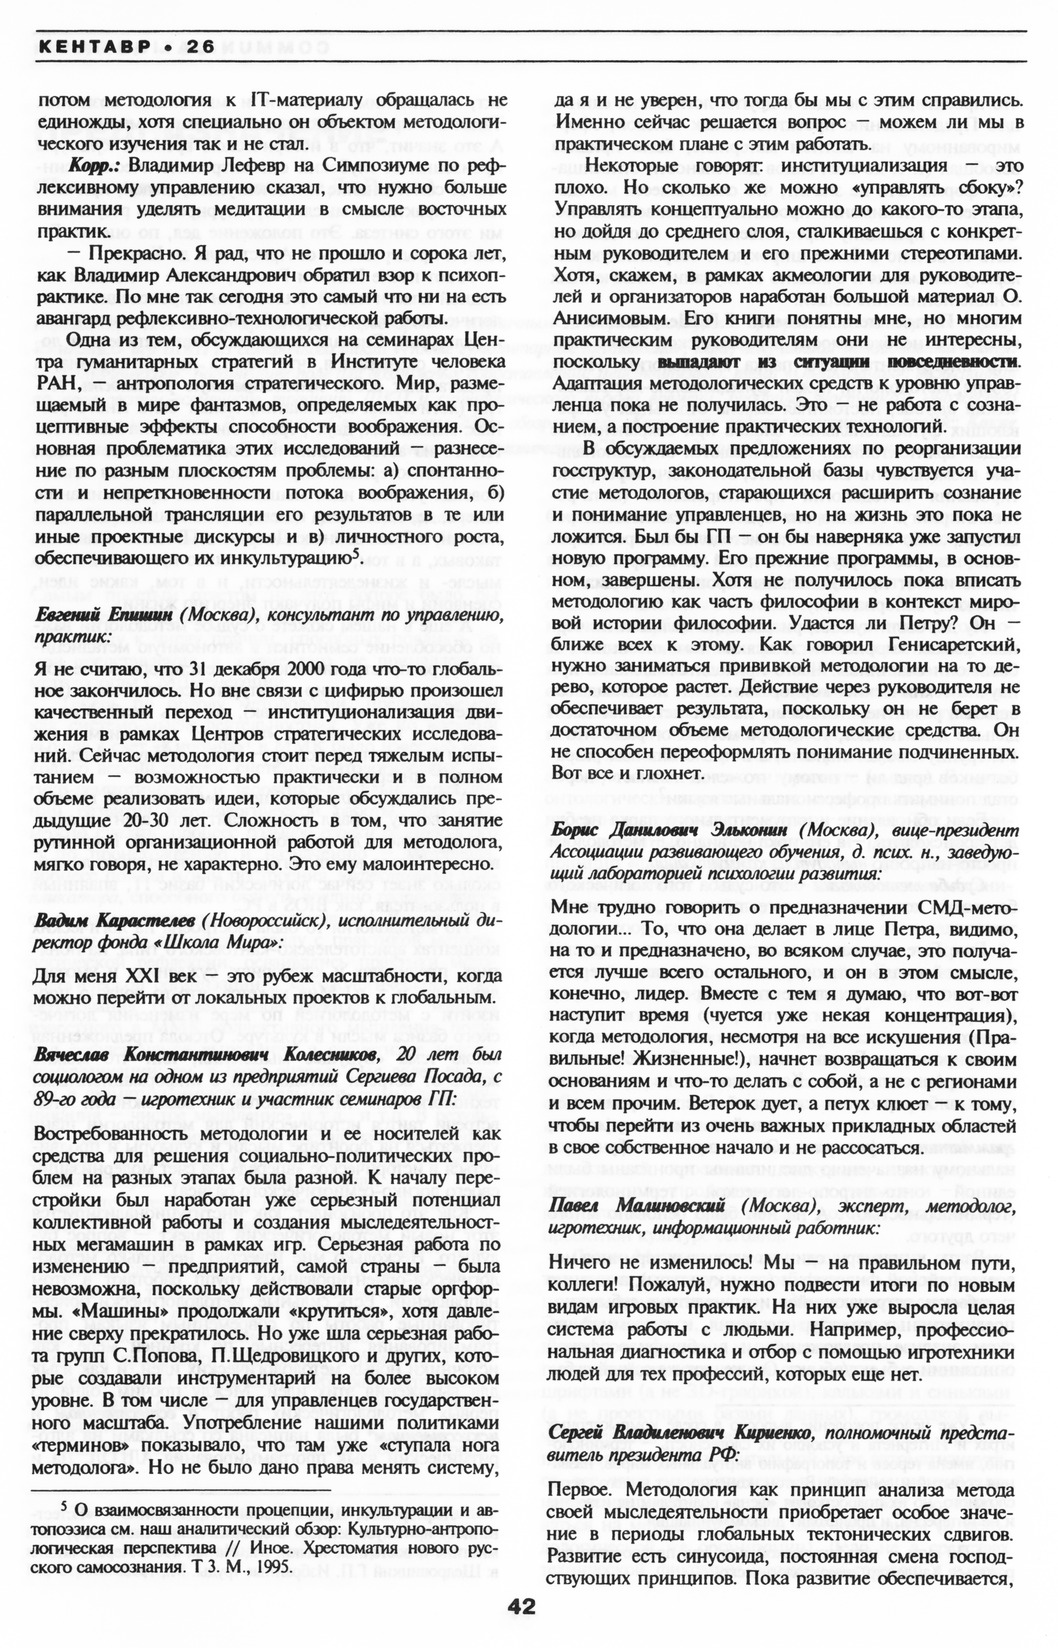 КЕНТАВР • 26
потом методология к IT-материалу обращалась не
единожды, хотя специально он объектом методологи-
ческого изучения так и не стал.
Корр.: Владимир Лефевр на Симпозиуме по реф-
лексивному управлению сказал, что нужно больше
внимания уделять медитации в смысле восточных
практик.
— Прекрасно. Я рад, что не прошло и сорока лет,
как Владимир Александрович обратил взор к психоп-
рактике. По мне так сегодня это самый что ни на есть
авангард рефлексивно-технологической работы.
Одна из тем, обсуждающихся на семинарах Цен-
тра гуманитарных стратегий в Институте человека
РАН, — антропология стратегического. Мир, разме-
щаемый в мире фантазмов, определяемых как про-
цептивные эффекты способности воображения. Ос-
новная проблематика этих исследований — разнесе-
ние по разным плоскостям проблемы: а) спонтанно-
сти и непреткновенности потока воображения, б)
параллельной трансляции его результатов в те или
иные проектные дискурсы и в) личностного роста,
обеспечивающего их инкультурацию⁵.
Евгений Епишин (Москва), консультант по управлению,
практик:
Я не считаю, что 31 декабря 2000 года что-то глобаль-
ное закончилось. Но вне связи с цифирью произошел
качественный переход — институционализация дви-
жения в рамках Центров стратегических исследова-
ний. Сейчас методология стоит перед тяжелым испы-
танием — возможностью практически и в полном
объеме реализовать идеи, которые обсуждались пре-
дыдущие 20-30 лет. Сложность в том, что занятие
рутинной организационной работой для методолога,
мягко говоря, не характерно. Это ему малоинтересно.
Вадим Карастелев (Новороссийск), исполнительный ди-
ректор фонда «Школа Мира»:
Для меня XXI век — это рубеж масштабности, когда
можно перейти от локальных проектов к глобальным.
Вячеслав Константинович Колесников, 20 лет был
социологом на одном из предприятий Сергиева Посада, с
89-го года — игротехник и участник семинаров ГП:
Востребованность методологии и ее носителей как
средства для решения социально-политических про-
блем на разных этапах была разной. К началу пере-
стройки был наработан уже серьезный потенциал
коллективной работы и создания мыследеятельност-
ных мегамашин в рамках игр. Серьезная работа по
изменению — предприятий, самой страны — была
невозможна, поскольку действовали старые оргфор-
мы. «Машины» продолжали «крутиться», хотя давле-
ние сверху прекратилось. Но уже шла серьезная рабо-
та групп С.Попова, П.Щедровицкого и других, кото-
рые создавали инструментарий на более высоком
уровне. В том числе — для управленцев государствен-
ного масштаба. Употребление нашими политиками
«терминов» показывало, что там уже «ступала нога
методолога». Но не было дано права менять систему,
⁵ О взаимосвязанности процепции, инкультурации и ав-
топоэзиса см. наш аналитический обзор: Культурно-антропо-
логическая перспектива // Иное. Хрестоматия нового рус-
ского самосознания. Т 3. М., 1995.
да я и не уверен, что тогда бы мы с этим справились.
Именно сейчас решается вопрос — можем ли мы в
практическом плане с этим работать.
Некоторые говорят: институциализация — это
плохо. Но сколько же можно «управлять сбоку»?
Управлять концептуально можно до какого-то этапа,
но дойдя до среднего слоя, сталкиваешься с конкрет-
ным руководителем и его прежними стереотипами.
Хотя, скажем, в рамках акмеологии для руководите-
лей и организаторов наработан большой материал О.
Анисимовым. Его книги понятны мне, но многим
практическим руководителям они не интересны,
поскольку выпадают из ситуации повседневности.
Адаптация методологических средств к уровню управ-
ленца пока не получилась. Это — не работа с созна-
нием, а построение практических технологий.
В обсуждаемых предложениях по реорганизации
госструктур, законодательной базы чувствуется уча-
стие методологов, старающихся расширить сознание
и понимание управленцев, но на жизнь это пока не
ложится. Был бы ГП — он бы наверняка уже запустил
новую программу. Его прежние программы, в основ-
ном, завершены. Хотя не получилось пока вписать
методологию как часть философии в контекст миро-
вой истории философии. Удастся ли Петру? Он —
ближе всех к этому. Как говорил Генисаретский,
нужно заниматься прививкой методологии на то де-
рево, которое растет. Действие через руководителя не
обеспечивает результата, поскольку он не берет в
достаточном объеме методологические средства. Он
не способен переоформлять понимание подчиненных.
Вот все и глохнет.
Борис Данилович Эльконин (Москва), вице-президент
Ассоциации развивающего обучения, д. псих. н., заведую-
щий лабораторией психологии развития:
Мне трудно говорить о предназначении СМД-мето-
дологии... То, что она делает в лице Петра, видимо,
на то и предназначено, во всяком случае, это получа-
ется лучше всего остального, и он в этом смысле,
конечно, лидер. Вместе с тем я думаю, что вот-вот
наступит время (чуется уже некая концентрация),
когда методология, несмотря на все искушения (Пра-
вильные! Жизненные!), начнет возвращаться к своим
основаниям и что-то делать с собой, а не с регионами
и всем прочим. Ветерок дует, а петух клюет — к тому,
чтобы перейти из очень важных прикладных областей
в свое собственное начало и не рассосаться.
Павел Малиновский (Москва), эксперт, методолог,
игротехник, информационный работник:
Ничего не изменилось! Мы — на правильном пути,
коллеги! Пожалуй, нужно подвести итоги по новым
видам игровых практик. На них уже выросла целая
система работы с людьми. Например, профессио-
нальная диагностика и отбор с помощью игротехники
людей для тех профессий, которых еще нет.
Сергей Владиленович Кириенко, полномочный предста-
витель президента РФ:
Первое. Методология как принцип анализа метода
своей мыследеятельности приобретает особое значе-
ние в периоды глобальных тектонических сдвигов.
Развитие есть синусоида, постоянная смена господ-
ствующих принципов. Пока развитие обеспечивается,
42